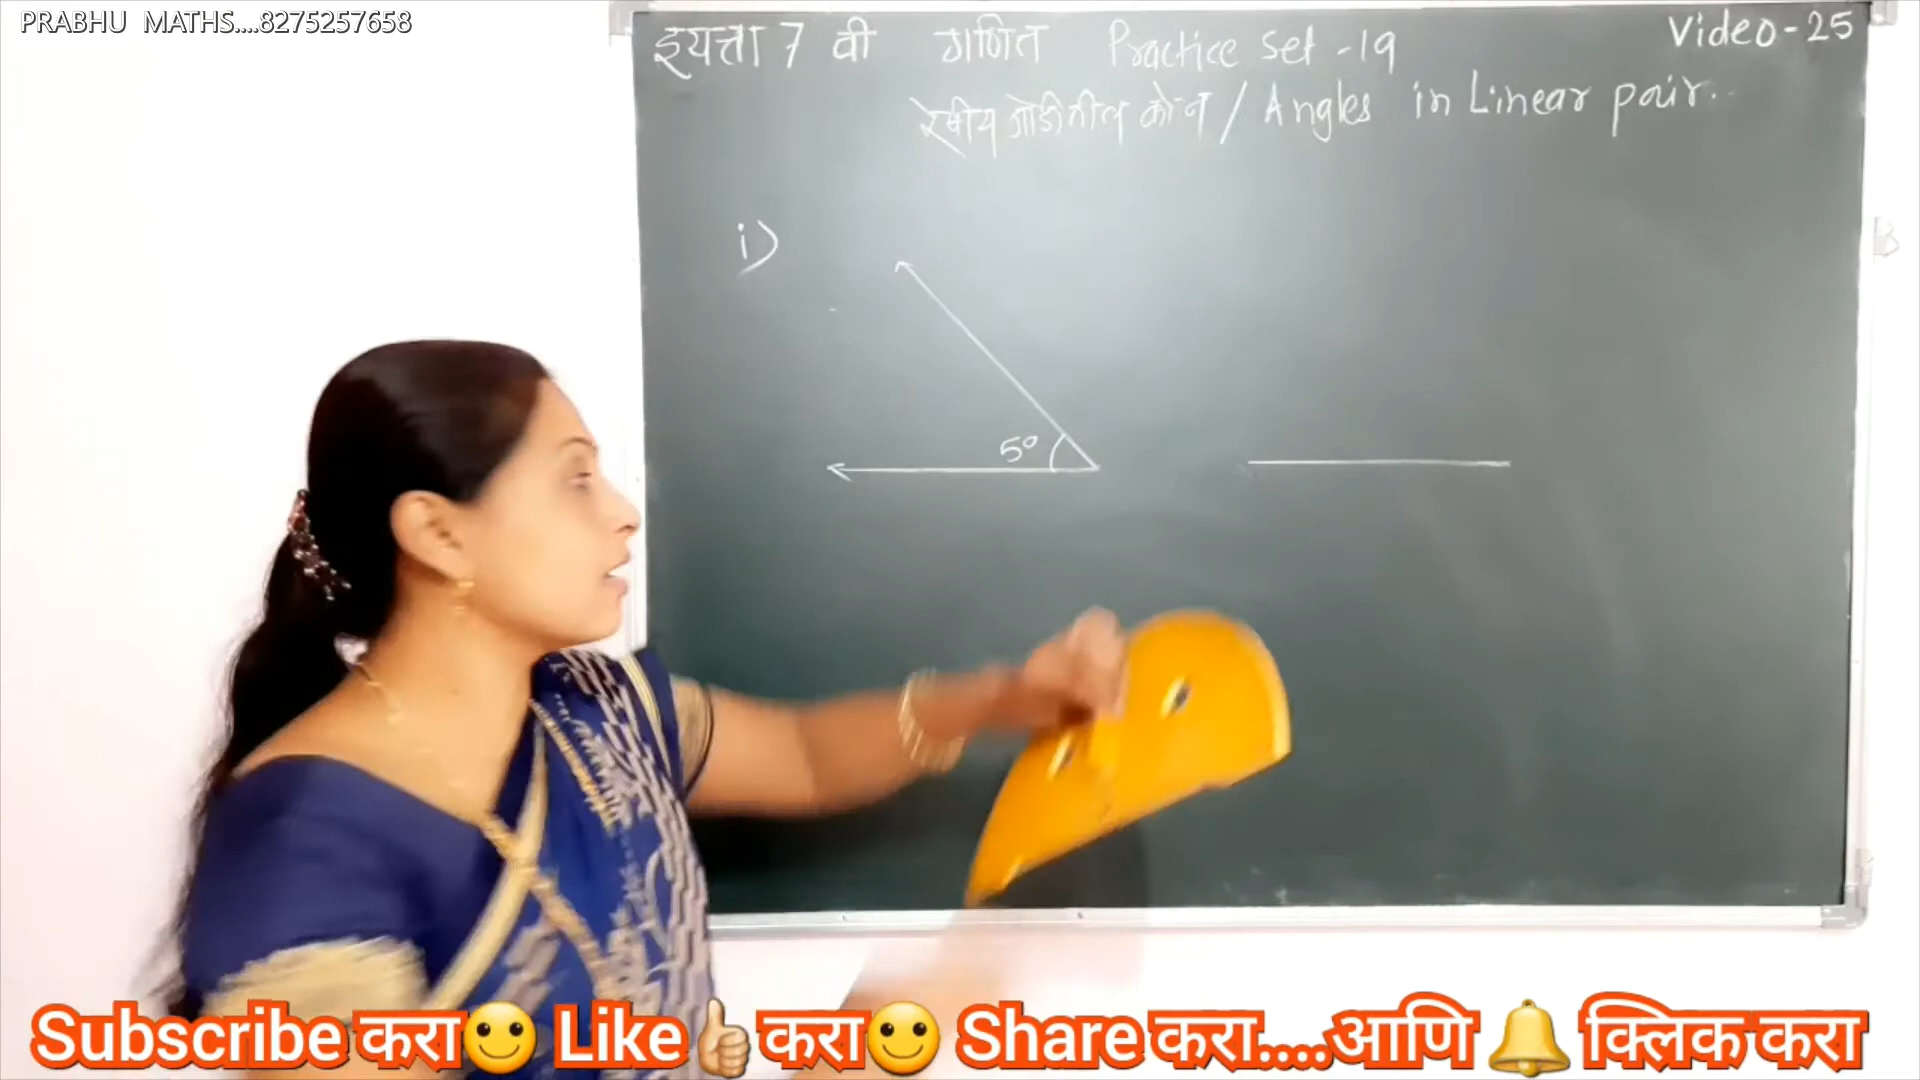 PRABHU MATHS....8275257658
इयत्ता 7 वी गणित Practice Set - 19
Video - 25
रेषीय जोडीतील कोन / Angles in Linear pair.
i)
50
Subscribe करा🙂 Like👍करा🙂 Share करा....आणि 🔔 क्लिक करा